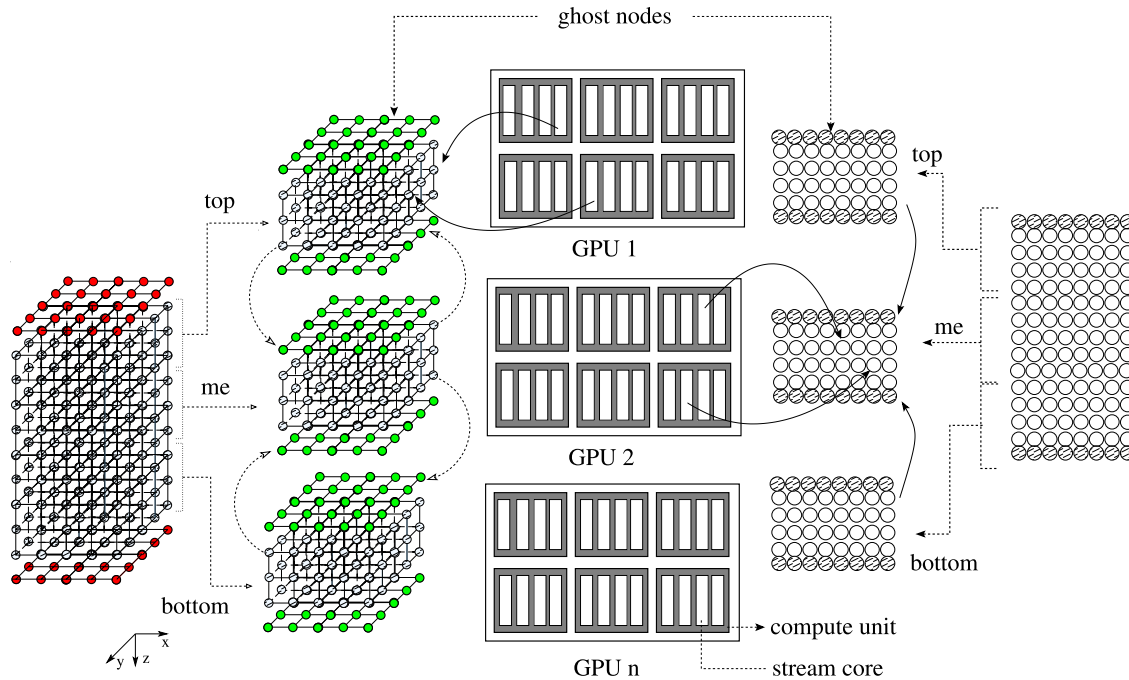 ghost nodes
top
top
GPU 1
me
me
GPU 2
bottom
bottom
compute unit
GPU n
stream core
x
y
z